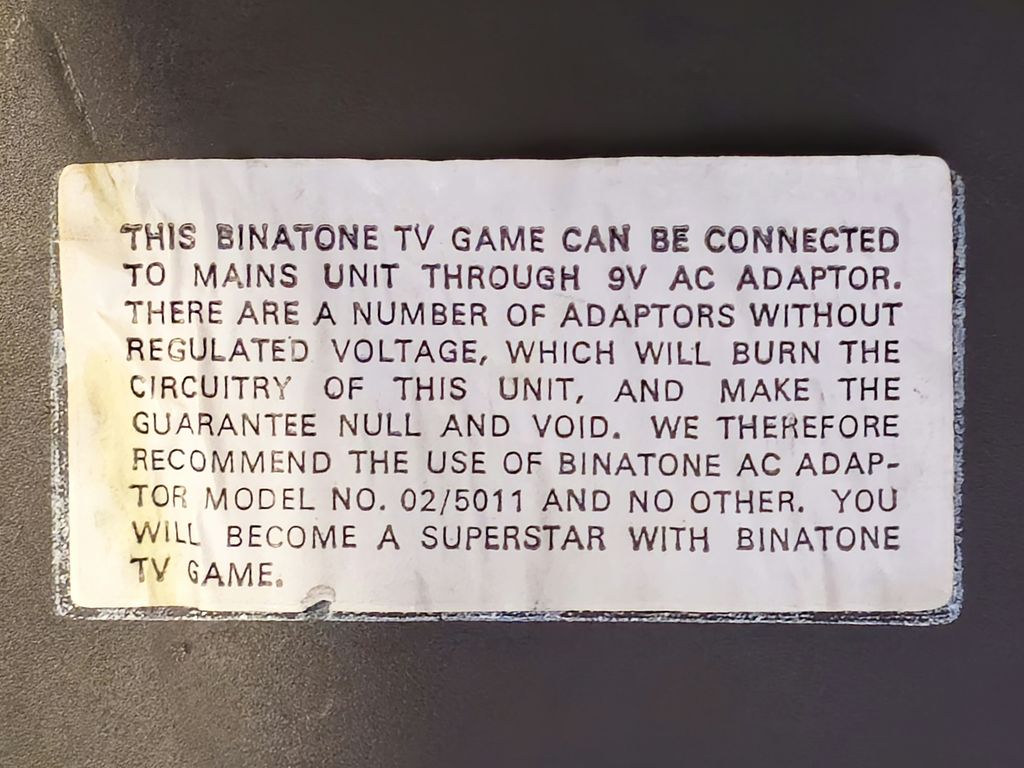 THIS BINATONE TV GAME CAN BE CONNECTED
TO MAINS UNIT THROUGH 9V AC ADAPTOR.
THERE ARE A NUMBER OF ADAPTORS WITHOUT
REGULATED VOLTAGE, WHICH WILL BURN THE
CIRCUITRY OF THIS UNIT, AND MAKE THE
GUARANTEE NULL AND VOID. WE THEREFORE
RECOMMEND THE USE OF BINATONE AC ADAP-
TOR MODEL NO. 02/5011 AND NO OTHER. YOU
WILL BECOME A SUPERSTAR WITH BINATONE
TV GAME.